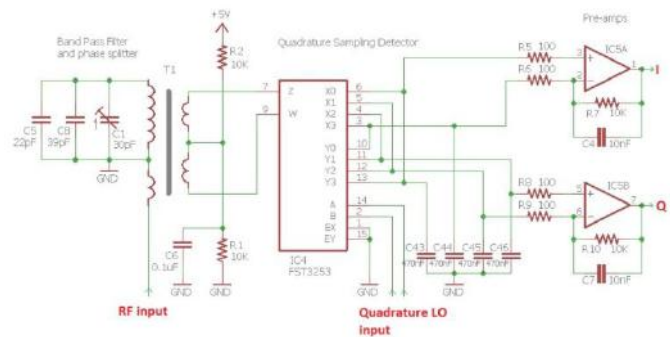 Band Pass Filter
and phase splitter
+5V
Quadrature Sampling Detector
Pre-amps
R2
10K
T1
C5
22pF
C8
39pF
C1
30pF
GND
7
9
Z
W
X0
X1
X2
X3
Y0
Y1
Y2
Y3
A
B
EX
EY
6
5
4
3
10
11
12
13
14
2
1
15
IC4
FST3253
C6
0.1uF
GND
R1
10K
GND
GND
C43
470nF
C44
470nF
C45
470nF
C46
470nF
GND
R5 100
R6 100
3
2
IC5A
1
I
R7 10K
C4 10nF
R8 100
R9 100
5
6
IC5B
7
Q
R10 10K
C7 10nF
RF input
Quadrature LO
input